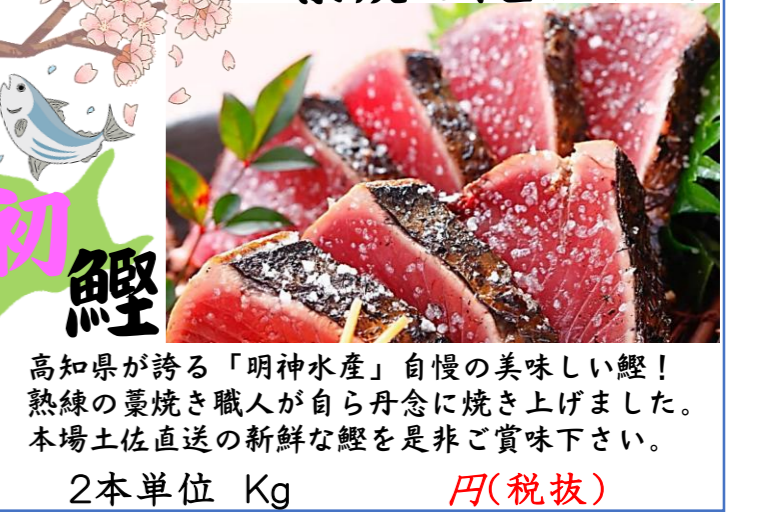 初
鰹
高知県が誇る「明神水産」自慢の美味しい鰹！
熟練の藁焼き職人が自ら丹念に焼き上げました。
本場土佐直送の新鮮な鰹を是非ご賞味下さい。
2本単位 Kg 円(税抜)